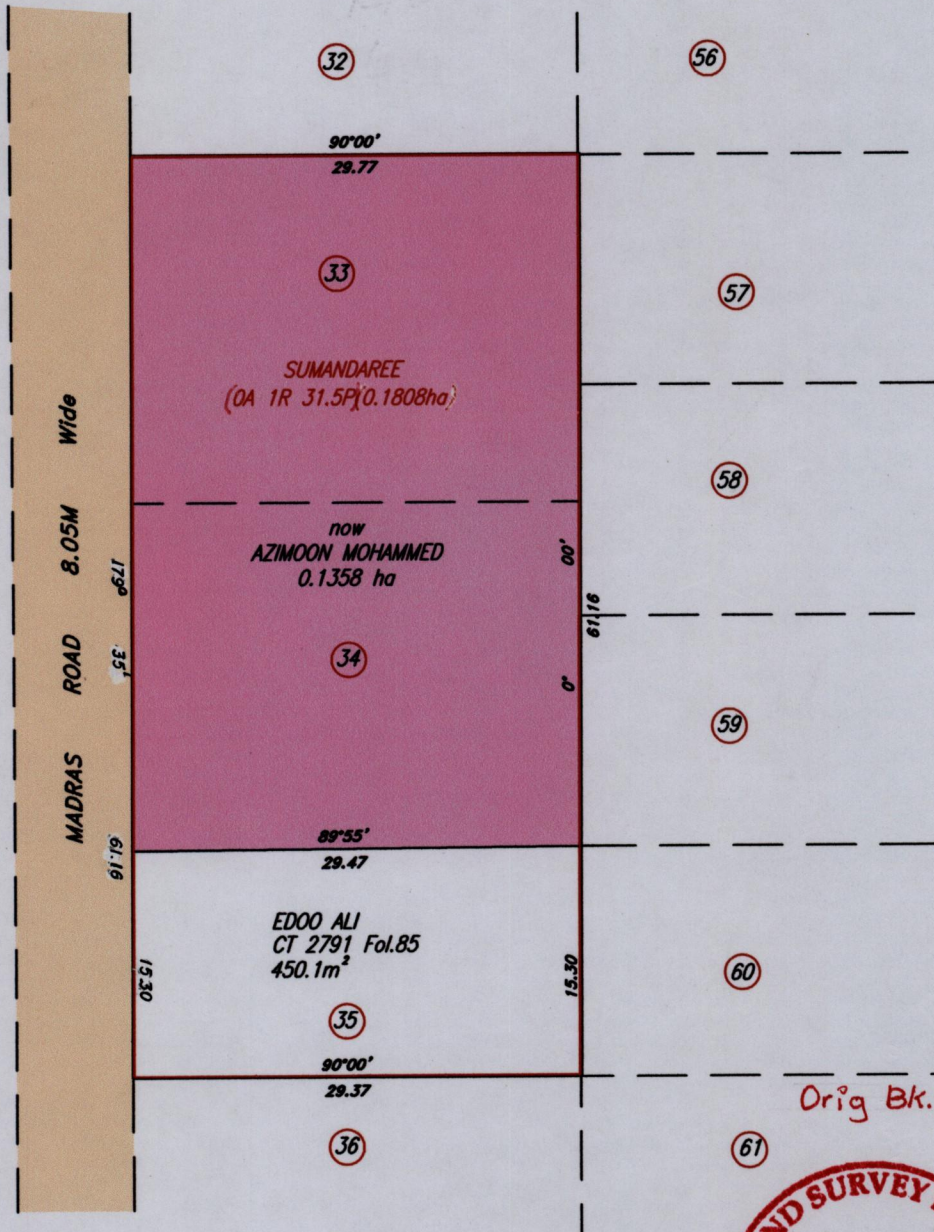 32
56
90°00'
29.77
33
57
SUMANDAREE
(0A 1R 31.5P)(0.1808ha)
58
MADRAS ROAD 8.05M Wide
now
AZIMOON MOHAMMED
0.1358 ha
179° 35' 61.16
0° 00'
61.16
34
59
89°55'
29.47
EDOO ALI
CT 2791 Fol.85
450.1m²
15.30
15.30
60
35
90°00'
29.37
Orig Bk.
36
61
SURVEY